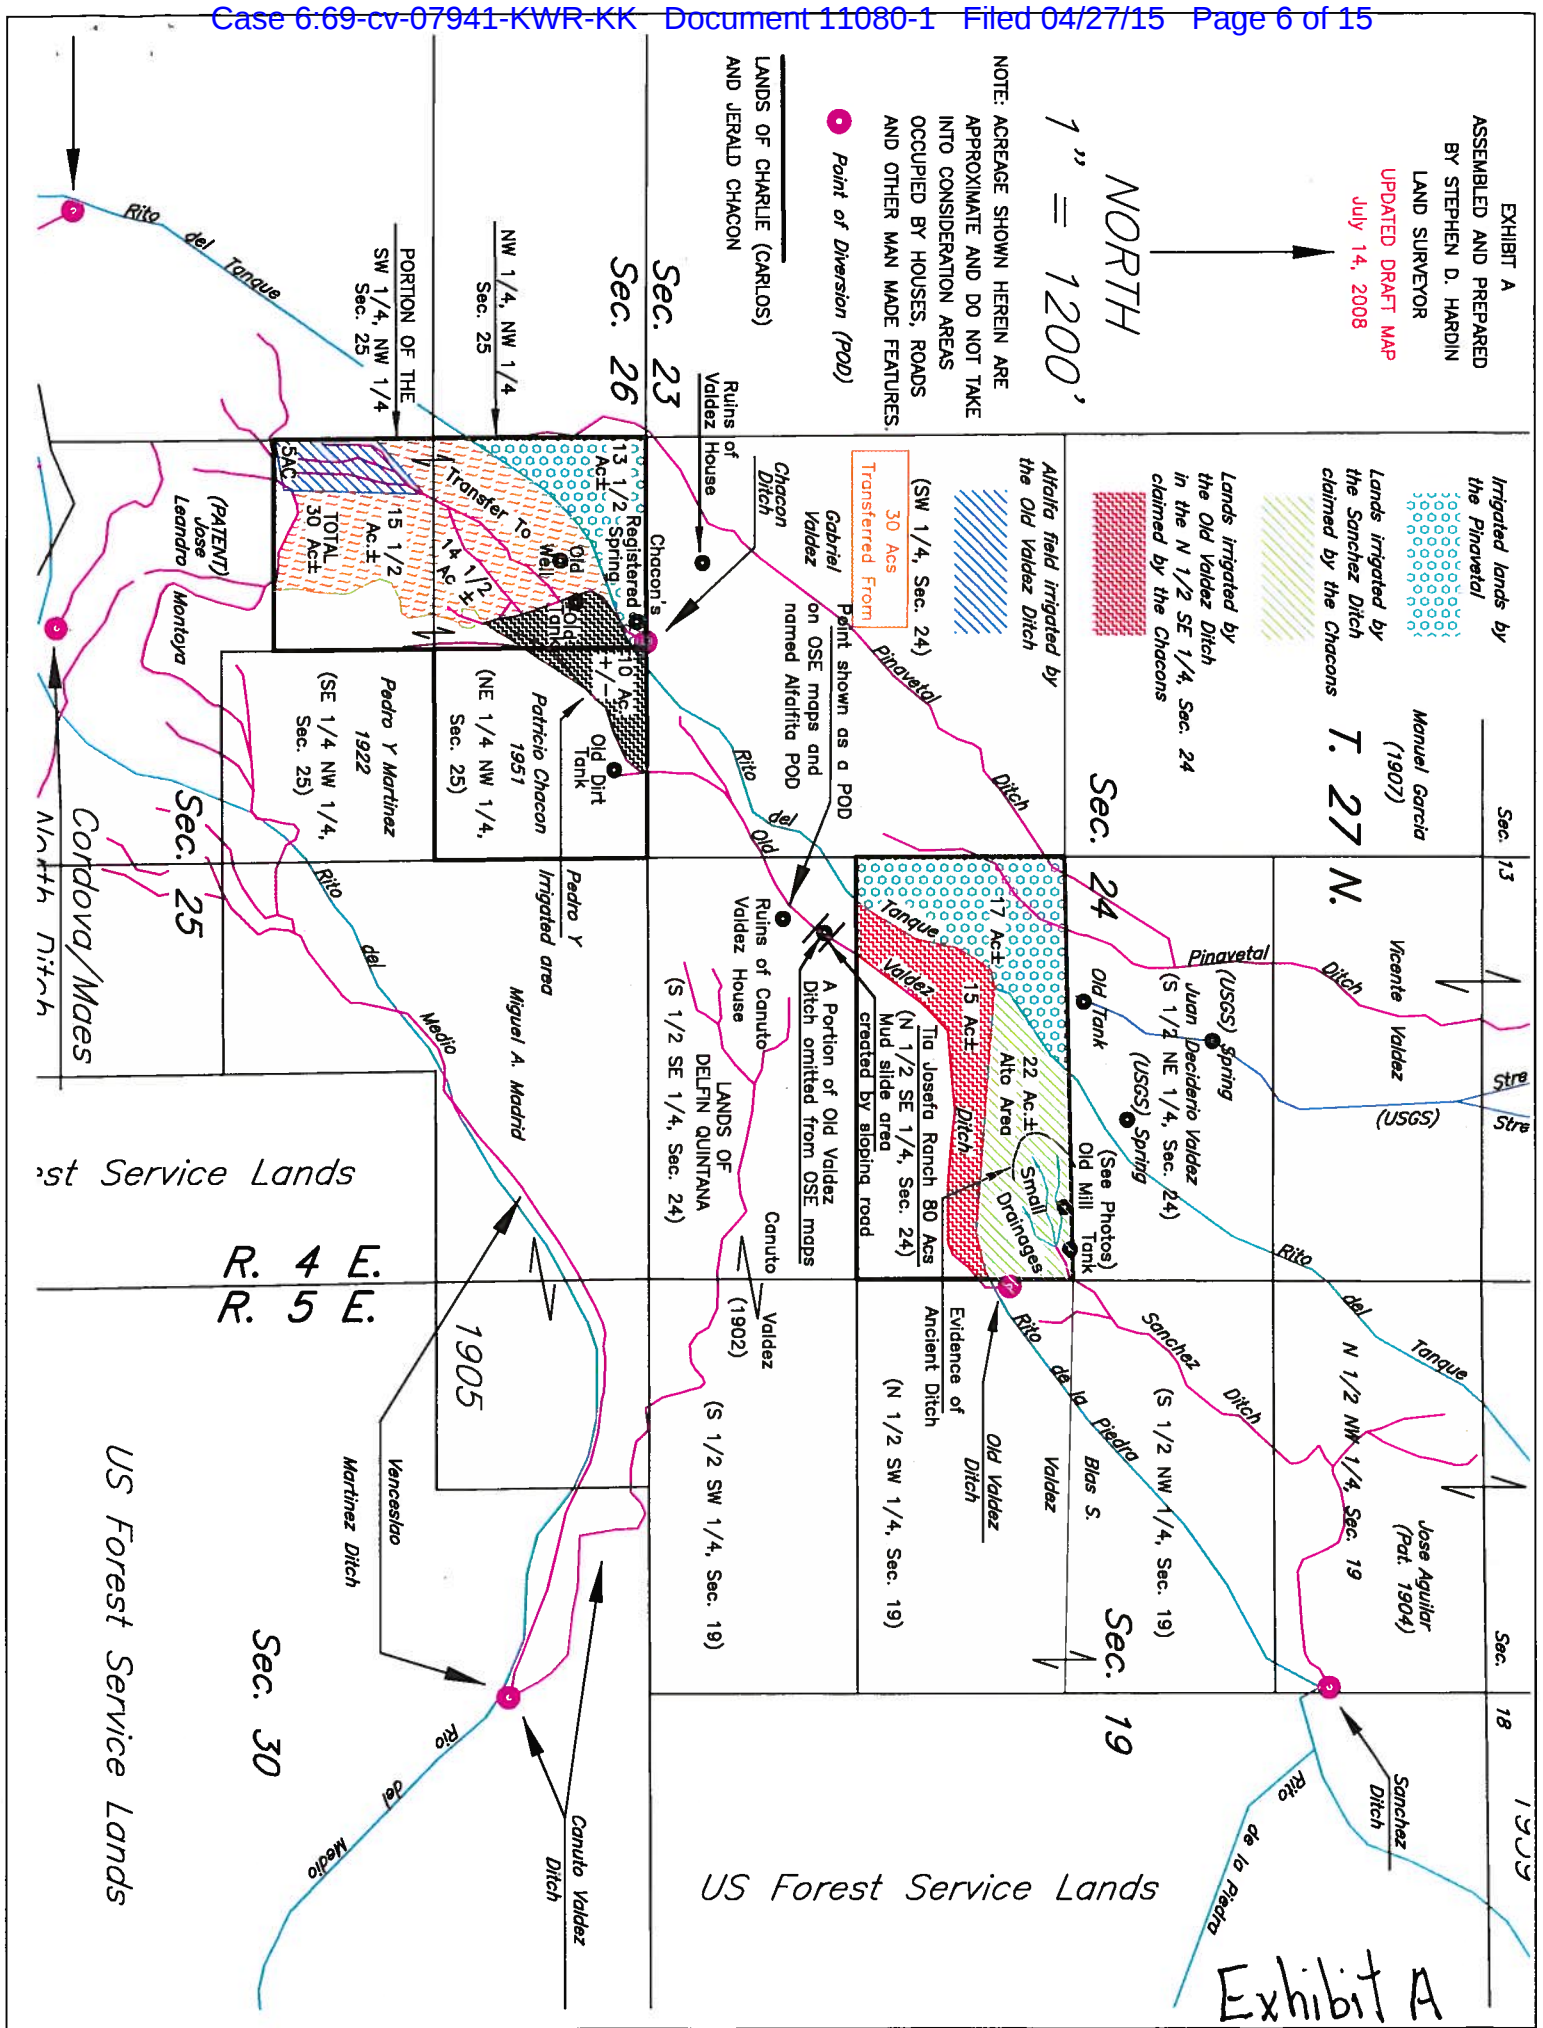 Case 6:69-cv-07941-KWR-KK Document 11080-1 Filed 04/27/15 Page 6 of 15
EXHIBIT A
ASSEMBLED AND PREPARED
BY STEPHEN D. HARDIN
LAND SURVEYOR
UPDATED DRAFT MAP
July 14, 2008
NORTH
1" = 1200'
NOTE: ACREAGE SHOWN HEREIN ARE
APPROXIMATE AND DO NOT TAKE
INTO CONSIDERATION AREAS
OCCUPIED BY HOUSES, ROADS
AND OTHER MAN MADE FEATURES.
Point of Diversion (POD)
LANDS OF CHARLIE (CARLOS)
AND JERALD CHACON
Irrigated lands by
the Pinavetal
Lands irrigated by
the Sanchez Ditch
claimed by the Chacons
Lands irrigated by
the Old Valdez Ditch
in the N 1/2 SE 1/4, Sec. 24
claimed by the Chacons
Alfalfa field irrigated by
the Old Valdez Ditch
30 Acs
Transferred From
(SW 1/4, Sec. 24)
Gabriel
Valdez
Point shown as a POD
on OSE maps and
named Alfalfita POD
Chacon
Ditch
Ruins of
Valdez House
Sec. 23
Sec. 26
NW 1/4, NW 1/4
Sec. 25
PORTION OF THE
SW 1/4, NW 1/4
Sec. 25
Rito
del
Tanque
Manuel Garcia
(1907)
T. 27 N.
Sec. 13
Sec. 24
Vicente Valdez
Pinavetal
Ditch
Pinavetal
Ditch
Stre
Stre
(USGS)
(USGS) Spring
Juan Deciderio Valdez
(S 1/2 NE 1/4, Sec. 24)
Old Tank
(USGS) Spring
(See Photos)
Old Mill Tank
Rito
del
Tanque
17 Ac±
15 Ac±
22 Ac.±
Alta Area
Small
Drainages
Tanque
Valdez
Ditch
Tia Josefa Ranch 80 Acs
(N 1/2 SE 1/4, Sec. 24)
Mud slide area
created by sloping road
A Portion of Old Valdez
Ditch omitted from OSE maps
Ruins of Canuto
Valdez House
Rito
del
Old
LANDS OF
DELFIN QUINTANA
(S 1/2 SE 1/4, Sec. 24)
Canuto Valdez
(1902)
Evidence of
Ancient Ditch
Old Valdez
Ditch
Rito
de la
Piedra
Blas S.
Valdez
(S 1/2 NW 1/4, Sec. 19)
(N 1/2 SW 1/4, Sec. 19)
(S 1/2 SW 1/4, Sec. 19)
N 1/2 NW 1/4, Sec. 19
Sanchez
Ditch
Jose Aguilar
(Pat. 1904)
Sec. 18
Sec. 19
Sanchez
Ditch
Rito
de la Piedra
US Forest Service Lands
Chacon's
Registered
Spring
13 1/2
Ac±
Old
Well
Old
Tank
10 Ac.
+/-
Transfer To
14 1/2
Ac ±
15 1/2
Ac.±
TOTAL
30 Ac±
5AC
Old Dirt
Tank
Patricio Chacon
1951
(NE 1/4 NW 1/4,
Sec. 25)
Pedro Y Martinez
1922
(SE 1/4 NW 1/4,
Sec. 25)
Pedro Y
Irrigated area
(PATENT)
Jose
Leandro
Montoya
Sec. 25
Cordova/Maes
North Ditch
Rito
del
Medio
Miguel A. Madrid
est Service Lands
R. 4 E.
R. 5 E.
1905
Venceslao
Martinez Ditch
Canuto Valdez
Ditch
Sec. 30
Rio
del
Medio
US Forest Service Lands
Exhibit A